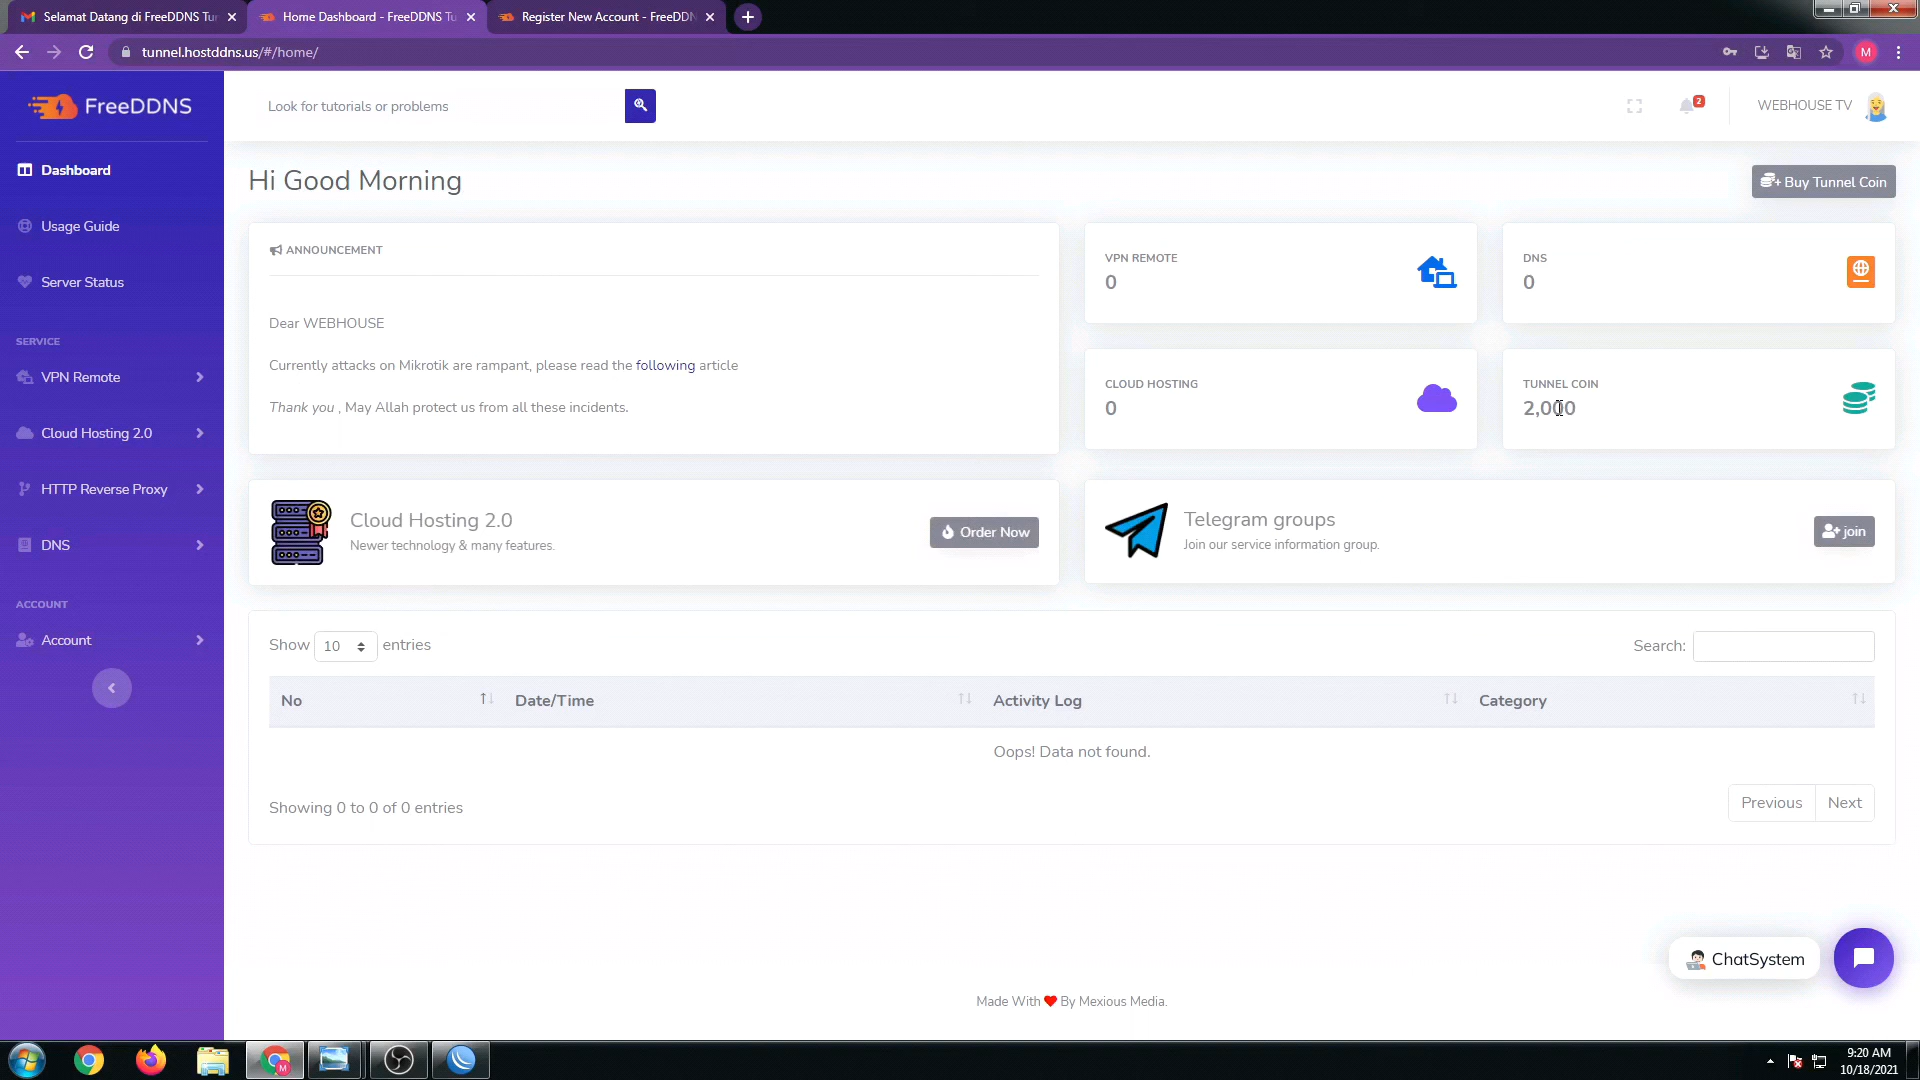 Selamat Datang di FreeDDNS Tun
Home Dashboard - FreeDDNS Tu
Register New Account - FreeDDN
tunnel.hostddns.us/#/home/
M
FreeDDNS
Look for tutorials or problems
2
WEBHOUSE TV
Dashboard
Usage Guide
Server Status
SERVICE
VPN Remote
Cloud Hosting 2.0
HTTP Reverse Proxy
DNS
ACCOUNT
Account
Hi Good Morning
Buy Tunnel Coin
ANNOUNCEMENT
Dear WEBHOUSE
Currently attacks on Mikrotik are rampant, please read the following article
Thank you , May Allah protect us from all these incidents.
VPN REMOTE
0
DNS
0
CLOUD HOSTING
0
TUNNEL COIN
2,000
Cloud Hosting 2.0
Newer technology & many features.
Order Now
Telegram groups
Join our service information group.
join
Show 10 entries
Search:
No Date/Time Activity Log Category
Oops! Data not found.
Showing 0 to 0 of 0 entries
Previous Next
ChatSystem
Made With By Mexious Media.
M
9:20 AM
10/18/2021